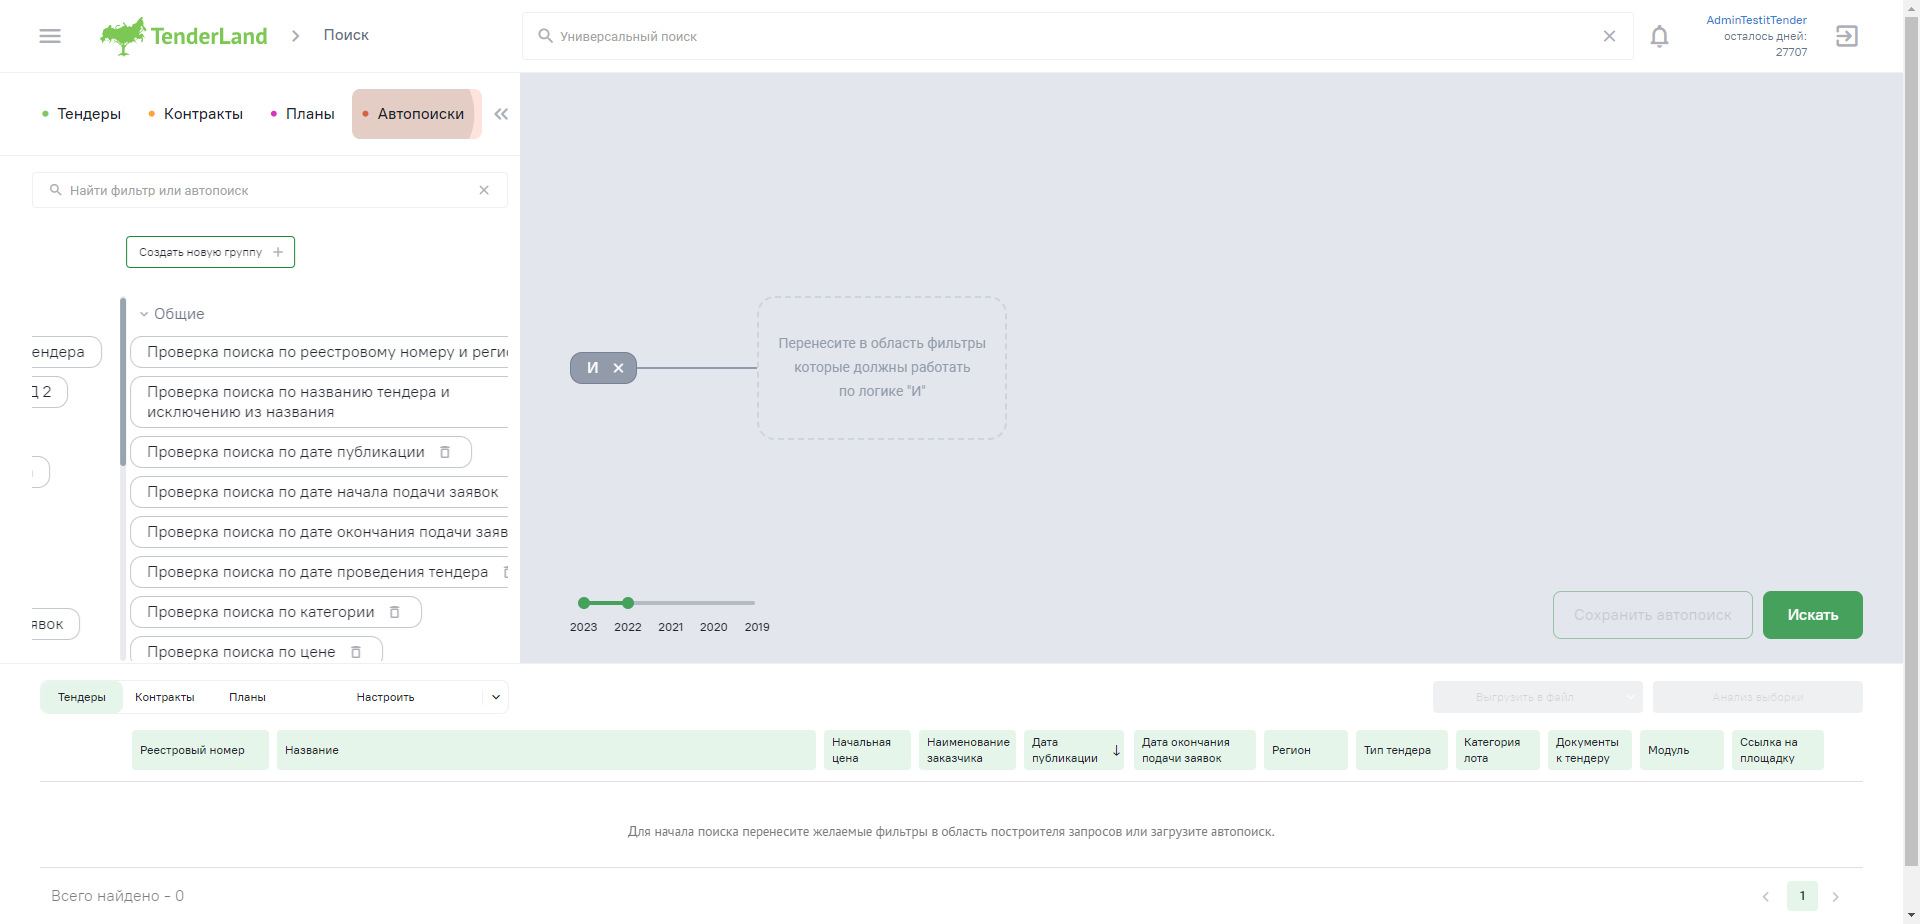 TenderLand
Поиск
Универсальный поиск
AdminTestitTender
осталось дней:
27707
Тендеры
Контракты
Планы
Автопоиски
Найти фильтр или автопоиск
Создать новую группу
Общие
ендера
Проверка поиска по реестровому номеру и реги
Д 2
Проверка поиска по названию тендера и
исключению из названия
Проверка поиска по дате публикации
Проверка поиска по дате начала подачи заявок
Проверка поиска по дате окончания подачи заяв
Проверка поиска по дате проведения тендера
Проверка поиска по категории
явок
Проверка поиска по цене
И
Перенесите в область фильтры
которые должны работать
по логике "И"
2023 2022 2021 2020 2019
Сохранить автопоиск
Искать
Тендеры
Контракты
Планы
Настроить
Выгрузить в файл
Анализ выборки
Реестровый номер
Название
Начальная
цена
Наименование
заказчика
Дата
публикации
Дата окончания
подачи заявок
Регион
Тип тендера
Категория
лота
Документы
к тендеру
Модуль
Ссылка на
площадку
Для начала поиска перенесите желаемые фильтры в область построителя запросов или загрузите автопоиск.
Всего найдено - 0
1